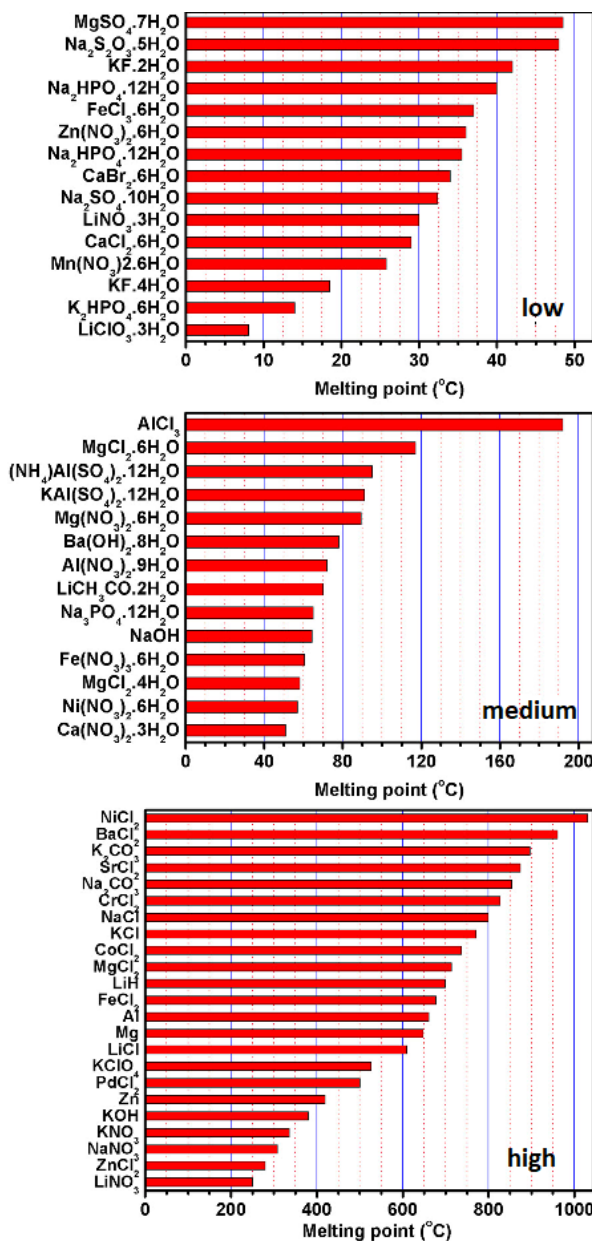 MgSO₄.7H₂O
Na₂S₂O₃.5H₂O
KF.2H₂O
Na₂HPO₄.12H₂O
FeCl₃.6H₂O
Zn(NO₃)₂.6H₂O
Na₂HPO₄.12H₂O
CaBr₂.6H₂O
Na₂SO₄.10H₂O
LiNO₃.3H₂O
CaCl₂.6H₂O
Mn(NO₃)2.6H₂O
KF.4H₂O
K₂HPO₄.6H₂O
LiClO₃.3H₂O
low
0 10 20 30 40 50
Melting point (°C)
AlCl₃
MgCl₂.6H₂O
(NH₄)Al(SO₄)₂.12H₂O
KAl(SO₄)₂.12H₂O
Mg(NO₃)₂.6H₂O
Ba(OH)₂.8H₂O
Al(NO₃)₂.9H₂O
LiCH₃CO.2H₂O
Na₃PO₄.12H₂O
NaOH
Fe(NO₃)₃.6H₂O
MgCl₂.4H₂O
Ni(NO₃)₂.6H₂O
Ca(NO₃)₂.3H₂O
medium
0 40 80 120 160 200
Melting point (°C)
NiCl₂
BaCl₂
K₂CO₃
SrCl₂
Na₂CO₃
CrCl₂
NaCl
KCl
CoCl₂
MgCl₂
LiH
FeCl₂
Al
Mg
LiCl
KClO₄
PdCl₂
Zn
KOH
KNO₃
NaNO₃
ZnCl₂
LiNO₃
high
0 200 400 600 800 1000
Melting point (°C)